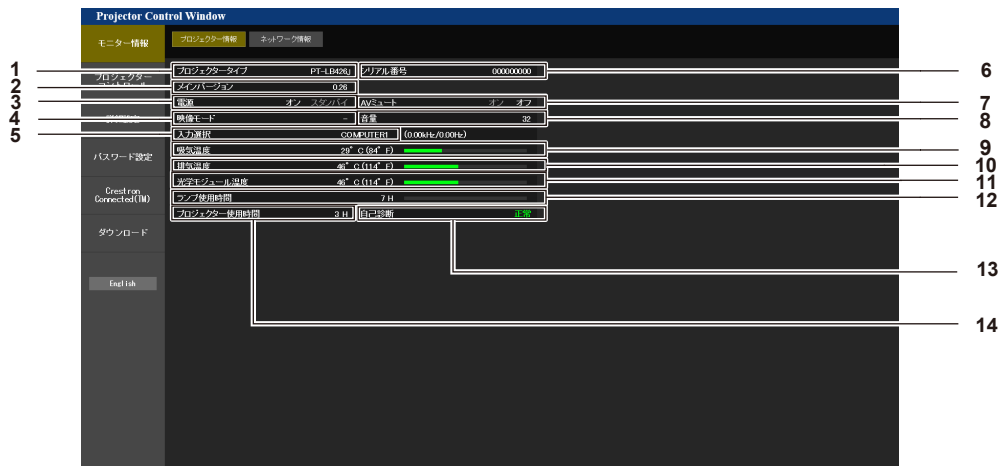 Projector Control Window
モニター情報
プロジェクター情報 ネットワーク情報
プロジェクター
パスワード設定
Crestron
Connected(TM)
ダウンロード
English
1 プロジェクタータイプ PT-LB426J シリアル番号 000000000 6
2 メインバージョン 0.26
3 電源 オン スタンバイ AVミュート オン オフ 7
4 映像モード - 音量 32 8
5 入力選択 COMPUTER1 (0.00kHz/0.00Hz)
吸気温度 29° C (84° F) 9
排気温度 46° C (114° F) 10
光学モジュール温度 46° C (114° F) 11
ランプ使用時間 7 H 12
プロジェクター使用時間 3 H 自己診断 正常
13
14